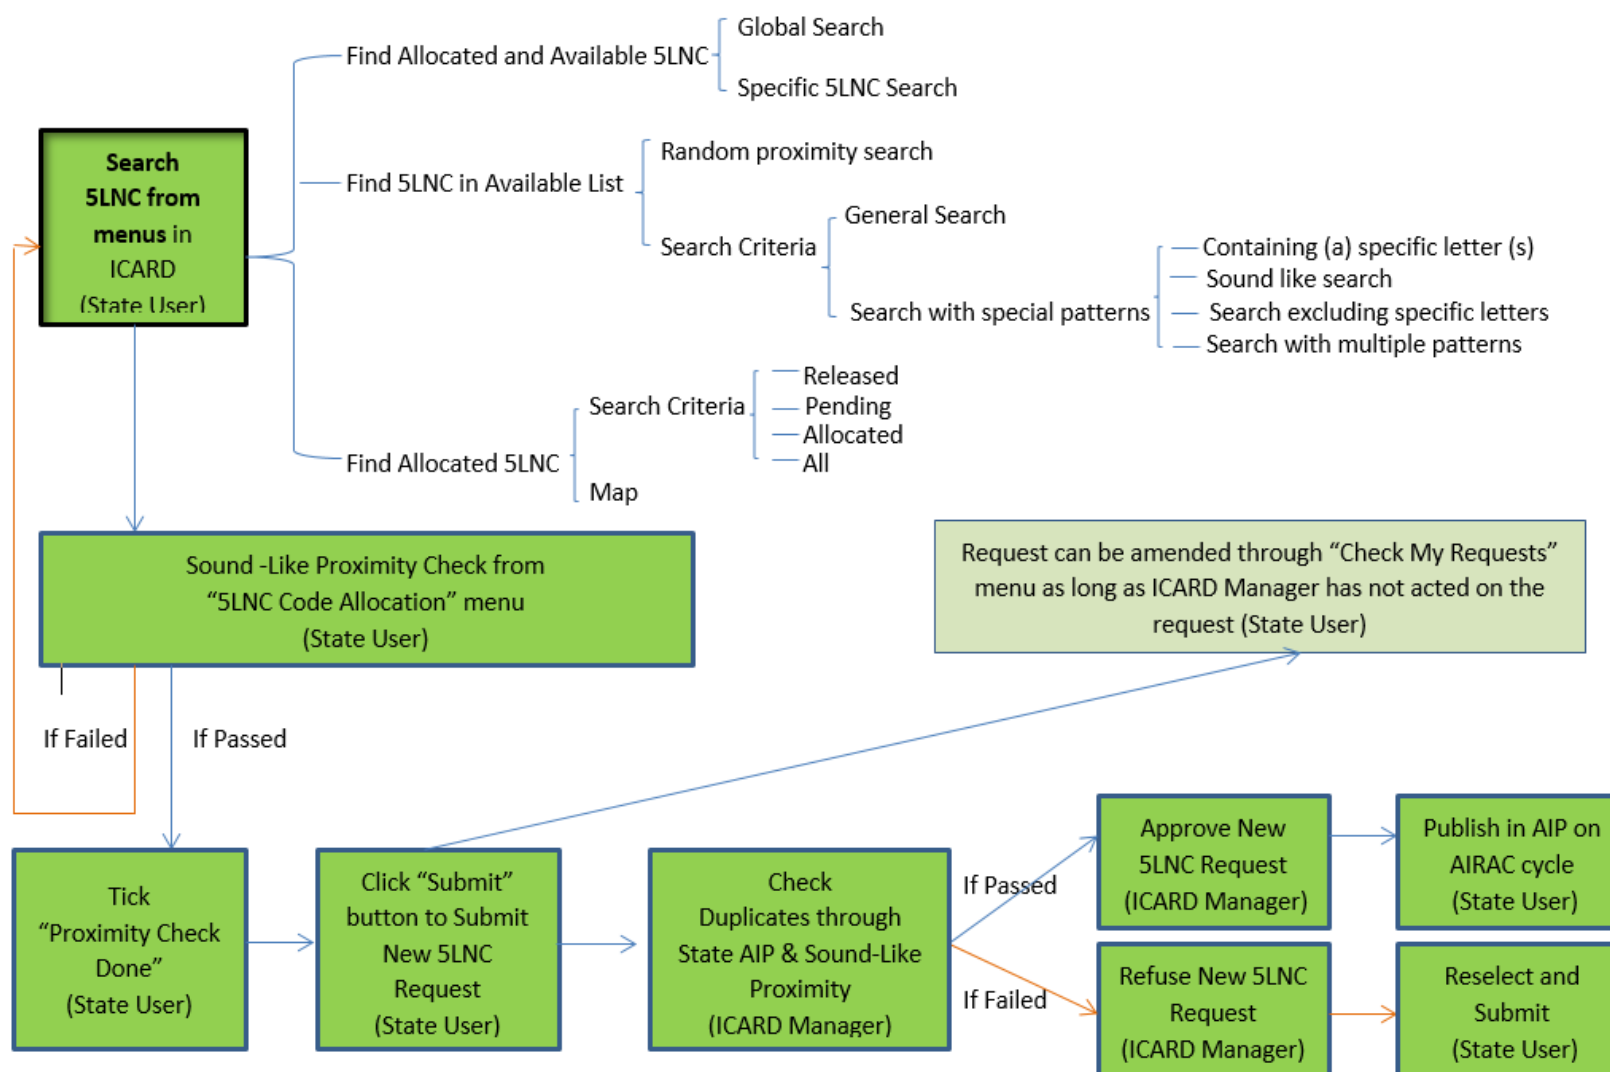 Global Search
Find Allocated and Available 5LNC
Specific 5LNC Search
Search
5LNC from
menus in
ICARD
(State User)
Random proximity search
Find 5LNC in Available List
General Search
Search Criteria
Containing (a) specific letter (s)
Sound like search
Search with special patterns
Search excluding specific letters
Search with multiple patterns
Released
Search Criteria
Pending
Allocated
Find Allocated 5LNC
All
Map
Sound -Like Proximity Check from
“5LNC Code Allocation” menu
(State User)
Request can be amended through “Check My Requests”
menu as long as ICARD Manager has not acted on the
request (State User)
If Failed
If Passed
Tick
“Proximity Check
Done”
(State User)
Click “Submit”
button to Submit
New 5LNC
Request
(State User)
Check
Duplicates through
State AIP & Sound-Like
Proximity
(ICARD Manager)
If Passed
If Failed
Approve New
5LNC Request
(ICARD Manager)
Publish in AIP on
AIRAC cycle
(State User)
Refuse New 5LNC
Request
(ICARD Manager)
Reselect and
Submit
(State User)